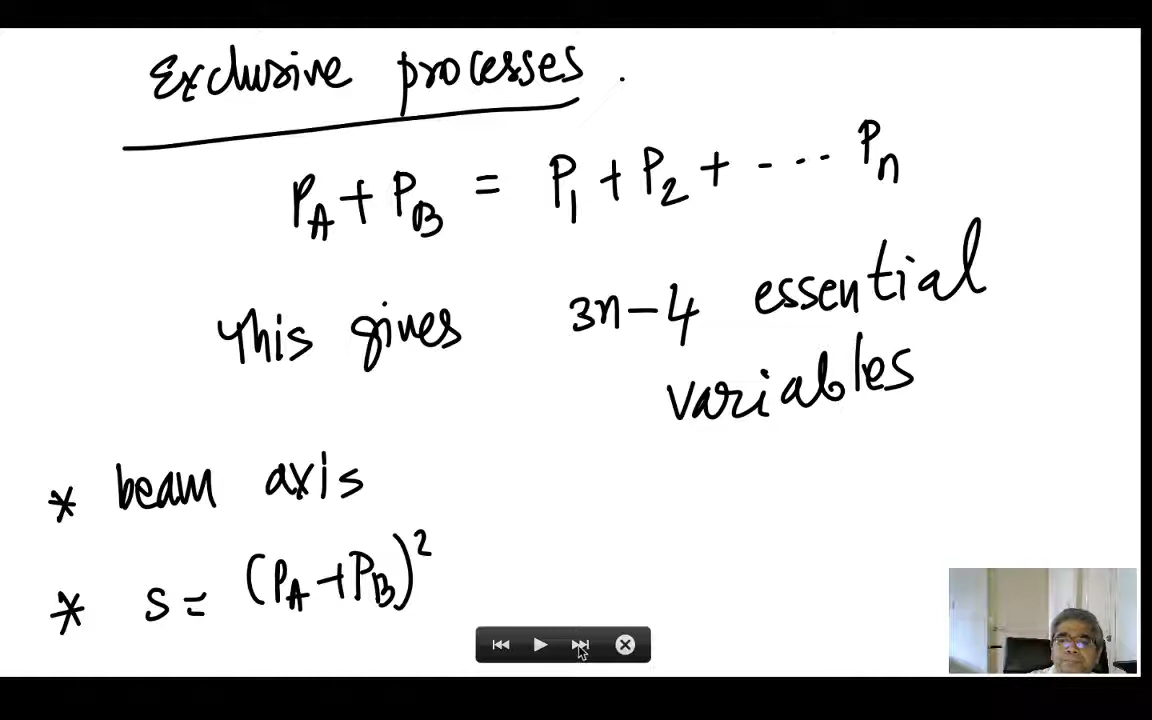 Exclusive processes.
P_A + P_B = P_1 + P_2 + ---- P_n
This gives 3n-4 essential
variables
* beam axis
* s = (P_A + P_B)^2